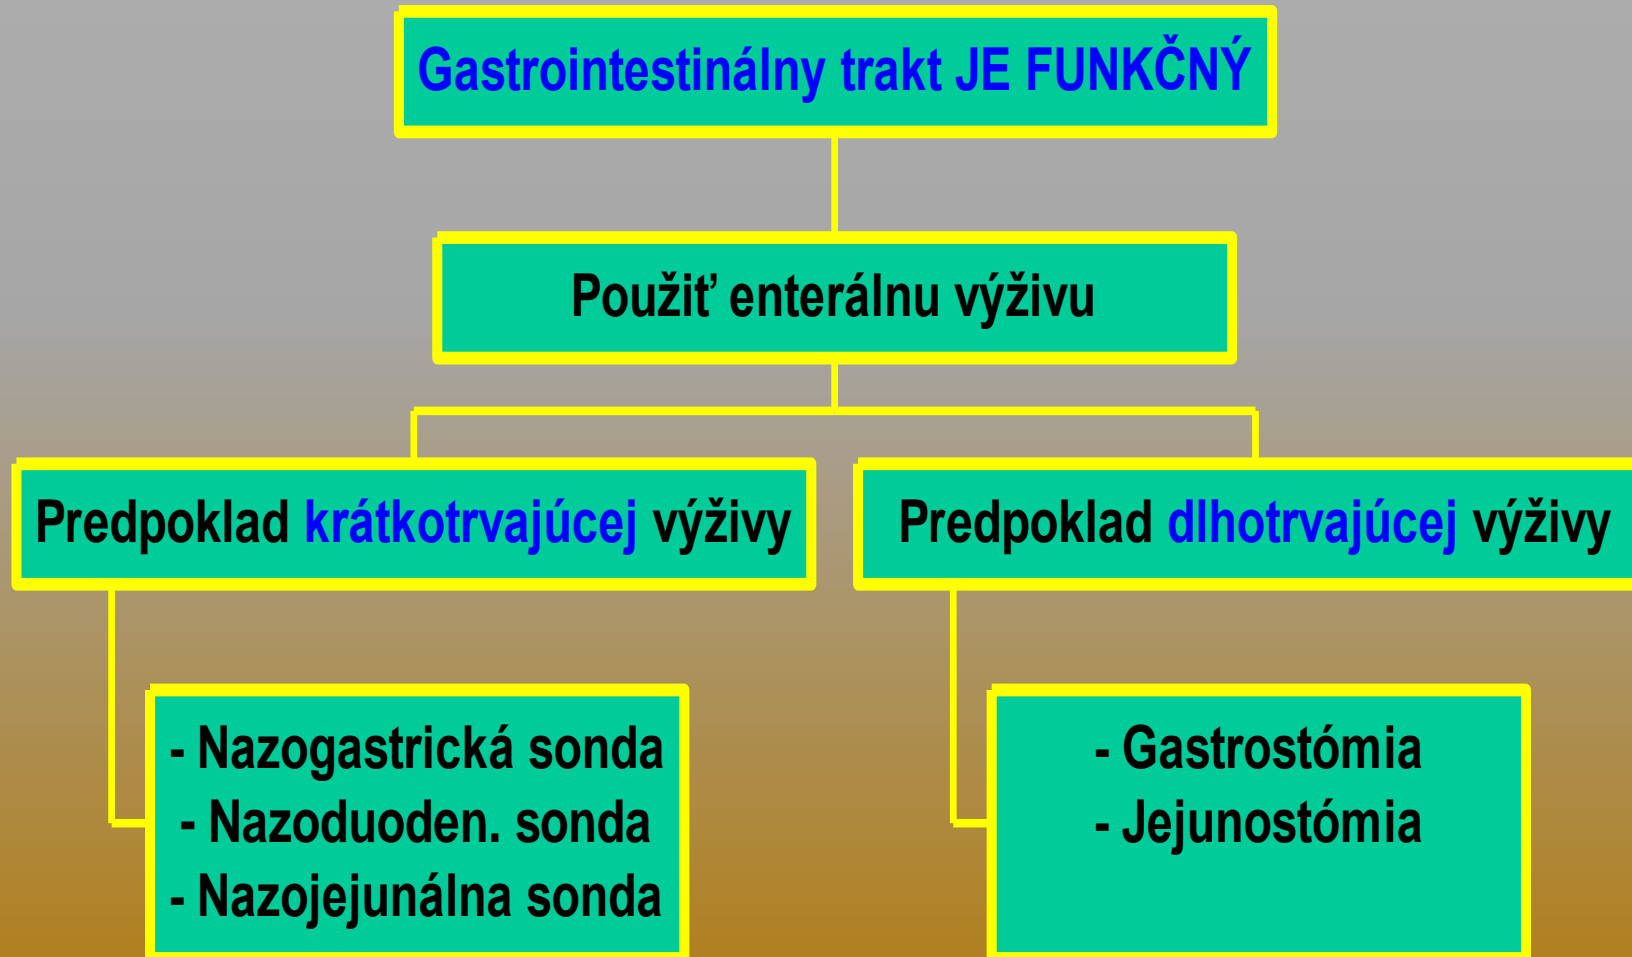 Gastrointestinálny trakt JE FUNKČNÝ
Použiť enterálnu výživu
Predpoklad krátkotrvajúcej výživy
Predpoklad dlhotrvajúcej výživy
- Nazogastrická sonda
- Nazoduoden. sonda
- Nazojejunálna sonda
- Gastrostómia
- Jejunostómia